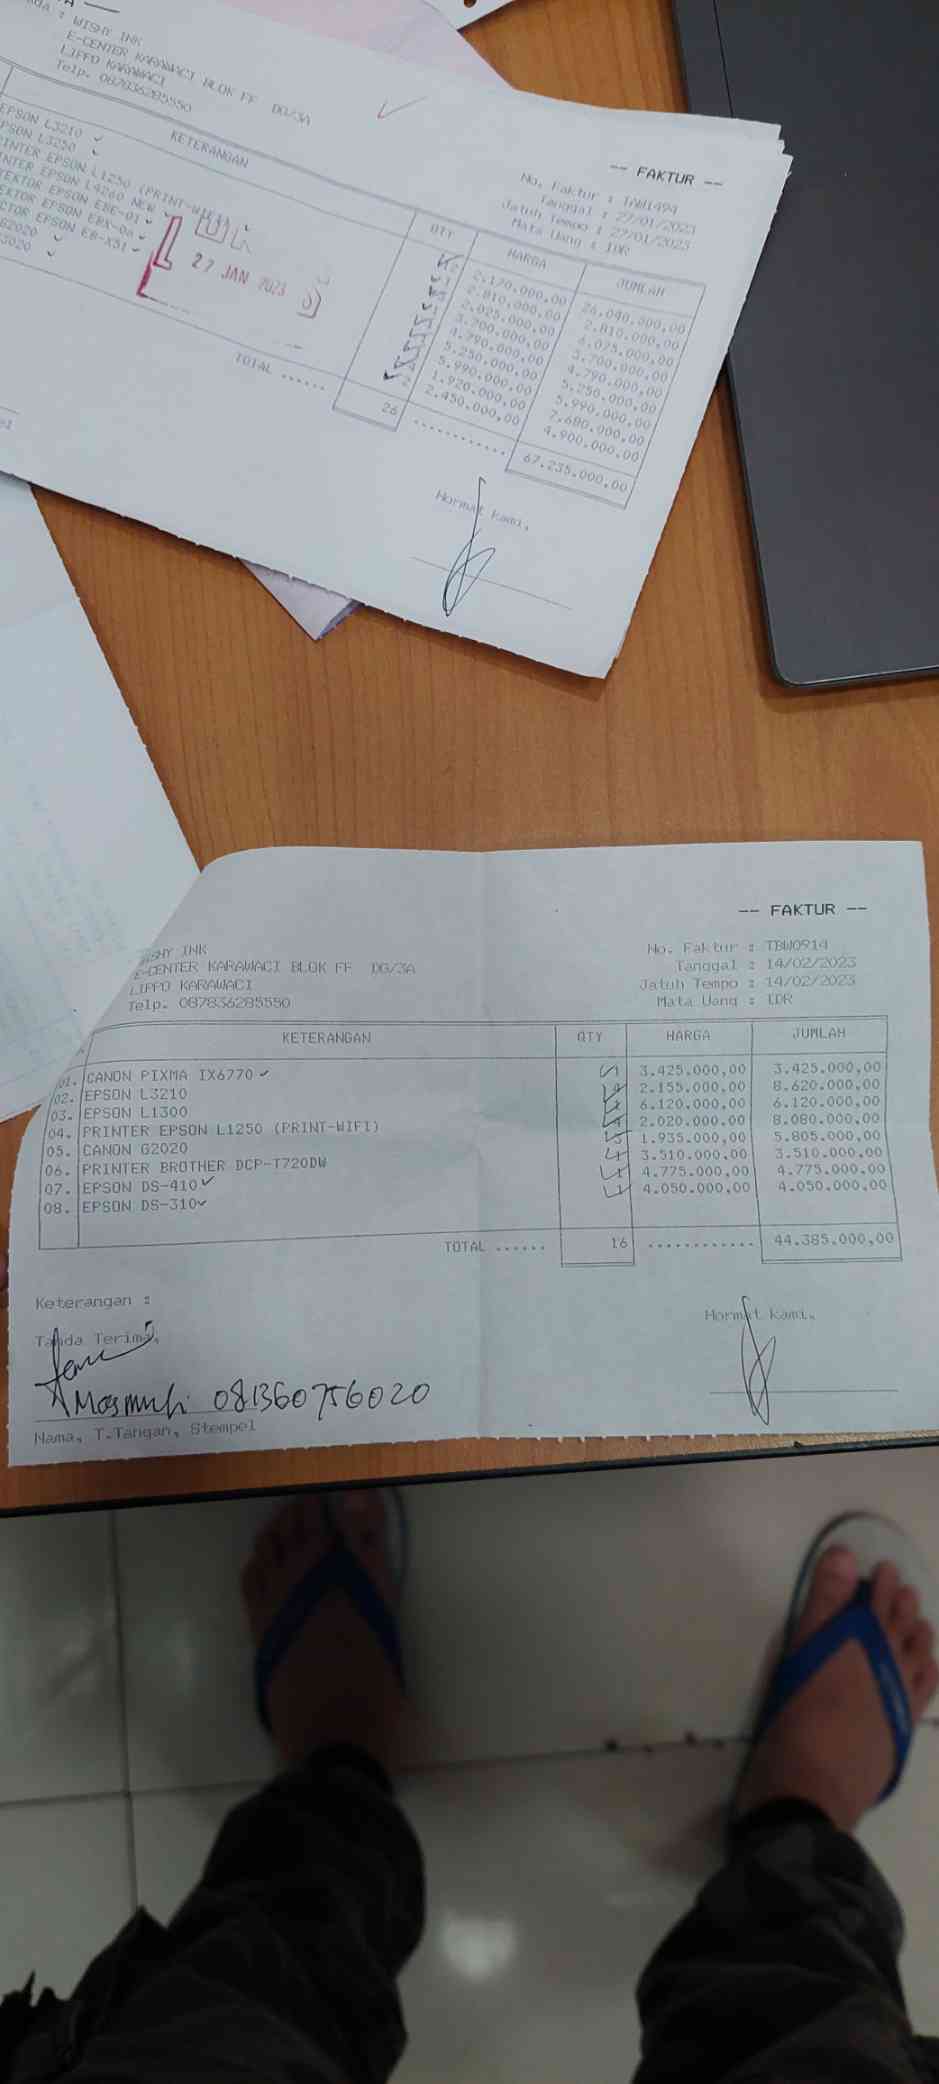 : WISHY INK
E-CENTER KARAWACI BLOK FF DG/3A
LIPPO KARAWACI
Telp. 087836285550
-- FAKTUR --
No. Faktur : TAW1494
Tanggal : 27/01/2023
Jatuh Tempo : 27/01/2023
Mata Uang : IDR
KETERANGAN QTY HARGA JUMLAH
EPSON L3210 2.170.000,00 26.040.000,00
EPSON L3250 2.810.000,00 2.810.000,00
PRINTER EPSON L1250 (PRINT-WIFI) 2.025.000,00 6.075.000,00
EPSON L4260 NEW 3.700.000,00 3.700.000,00
EPSON EBE-01 4.790.000,00 4.790.000,00
EPSON EBX-06 5.250.000,00 5.250.000,00
EPSON EB-X51 5.990.000,00 5.990.000,00
G2020 1.920.000,00 7.680.000,00
2.450.000,00 4.900.000,00
27 JAN 2023
TOTAL ...... 26 ............ 67.235.000,00
Hormat kami,
-- FAKTUR --
WISHY INK
E-CENTER KARAWACI BLOK FF DG/3A
LIPPO KARAWACI
Telp. 087836285550
No. Faktur : TBW0914
Tanggal : 14/02/2023
Jatuh Tempo : 14/02/2023
Mata Uang : IDR
KETERANGAN QTY HARGA JUMLAH
01. CANON PIXMA IX6770 3.425.000,00 3.425.000,00
02. EPSON L3210 2.155.000,00 8.620.000,00
03. EPSON L1300 6.120.000,00 6.120.000,00
04. PRINTER EPSON L1250 (PRINT-WIFI) 2.020.000,00 8.080.000,00
05. CANON G2020 1.935.000,00 5.805.000,00
06. PRINTER BROTHER DCP-T720DW 3.510.000,00 3.510.000,00
07. EPSON DS-410 4.775.000,00 4.775.000,00
08. EPSON DS-310 4.050.000,00 4.050.000,00
TOTAL ...... 16 ............ 44.385.000,00
Keterangan :
Tanda Terima,
Hormat kami,
Masmuh 081360756020
Nama, T.Tangan, Stempel